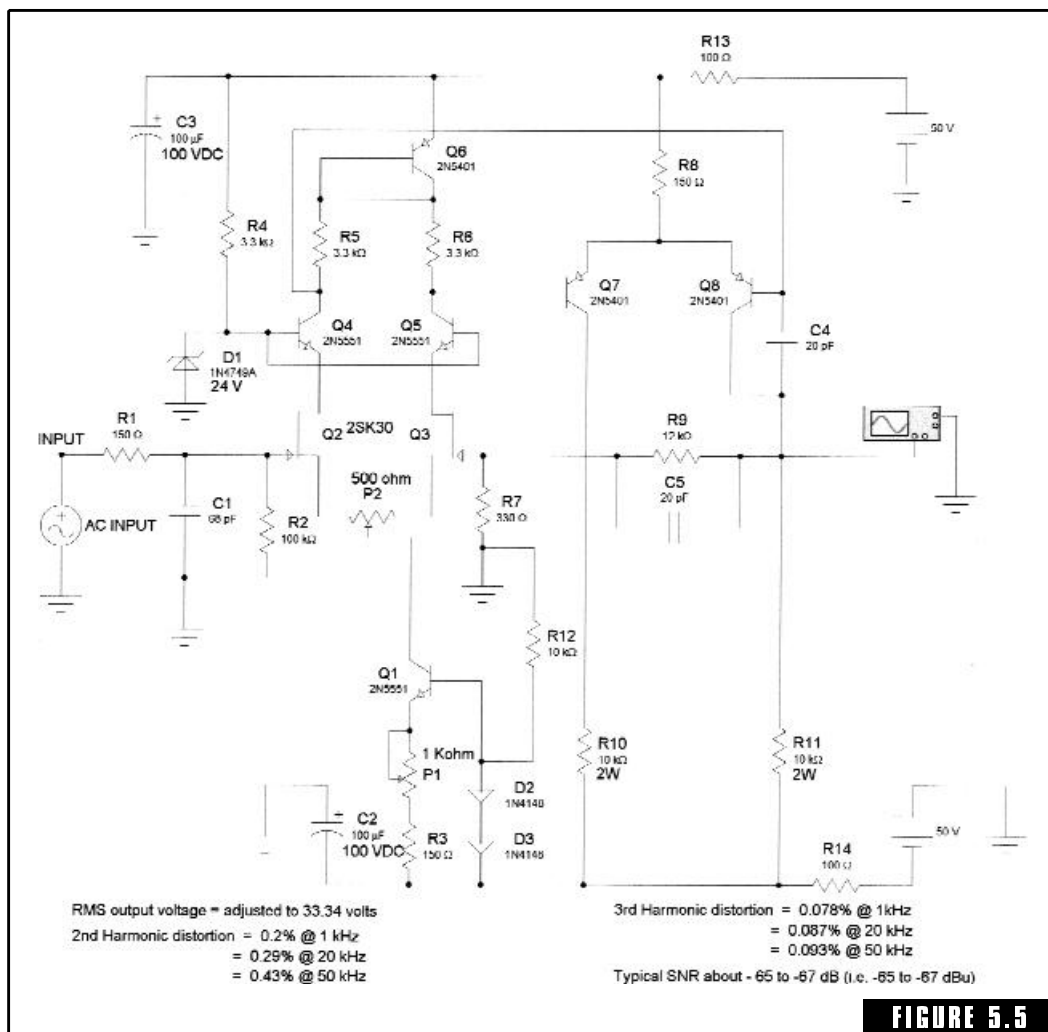 R13
100 Ω
C3
100 µF
100 VDC
50 V
Q6
2N5401
R8
150 Ω
R4
3.3 kΩ
R5
3.3 kΩ
R6
3.3 kΩ
Q7
2N5401
Q8
2N5401
Q4
2N5551
Q5
2N5551
C4
20 pF
D1
1N4749A
24 V
R1
150 Ω
INPUT
Q2
2SK30
Q3
R9
12 kΩ
500 ohm
P2
C5
20 pF
C1
68 pF
AC INPUT
R2
100 kΩ
R7
330 Ω
R12
10 kΩ
Q1
2N5551
1 Kohm
P1
R10
10 kΩ
2W
R11
10 kΩ
2W
D2
1N4148
C2
100 µF
100 VDC
R3
150 Ω
D3
1N4148
50 V
R14
100 Ω
RMS output voltage = adjusted to 33.34 volts
2nd Harmonic distortion = 0.2% @ 1 kHz
= 0.29% @ 20 kHz
= 0.43% @ 50 kHz
3rd Harmonic distortion = 0.078% @ 1kHz
= 0.087% @ 20 kHz
= 0.093% @ 50 kHz
Typical SNR about - 65 to -67 dB (i.e. -65 to -67 dBu)
FIGURE 5.5